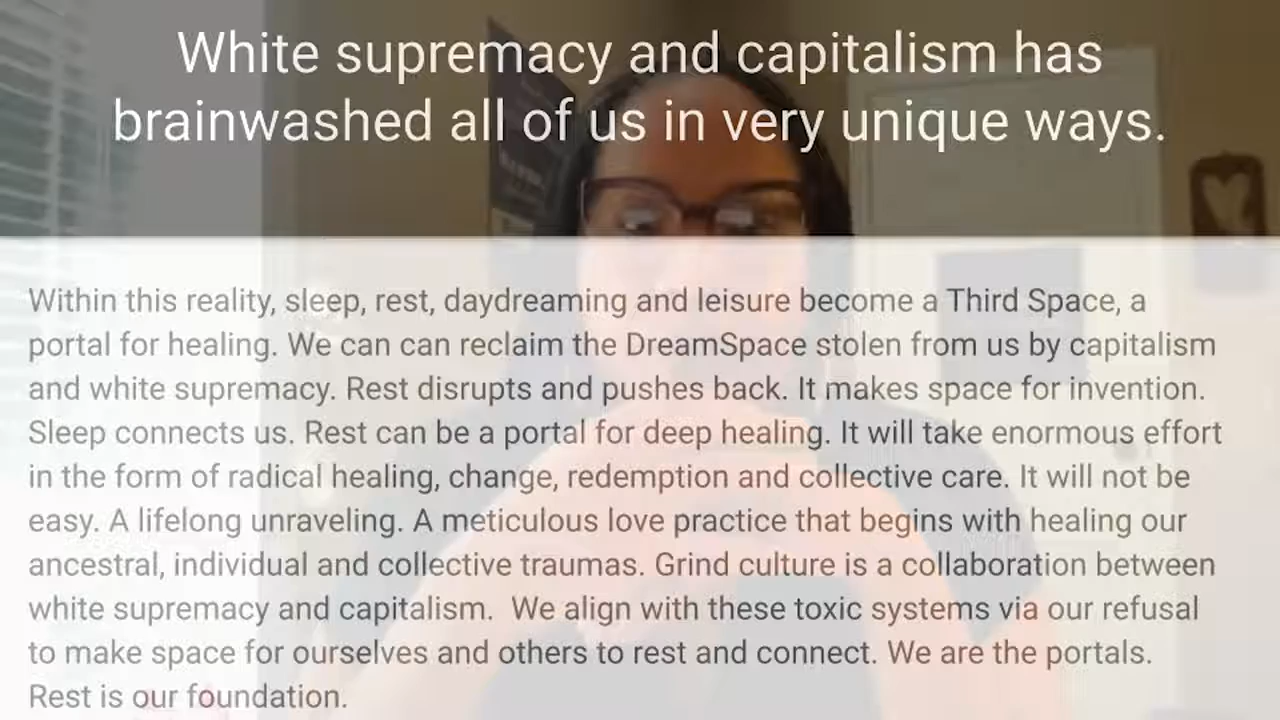 White supremacy and capitalism has
brainwashed all of us in very unique ways.
Within this reality, sleep, rest, daydreaming and leisure become a Third Space, a
portal for healing. We can can reclaim the DreamSpace stolen from us by capitalism
and white supremacy. Rest disrupts and pushes back. It makes space for invention.
Sleep connects us. Rest can be a portal for deep healing. It will take enormous effort
in the form of radical healing, change, redemption and collective care. It will not be
easy. A lifelong unraveling. A meticulous love practice that begins with healing our
ancestral, individual and collective traumas. Grind culture is a collaboration between
white supremacy and capitalism.  We align with these toxic systems via our refusal
to make space for ourselves and others to rest and connect. We are the portals.
Rest is our foundation.